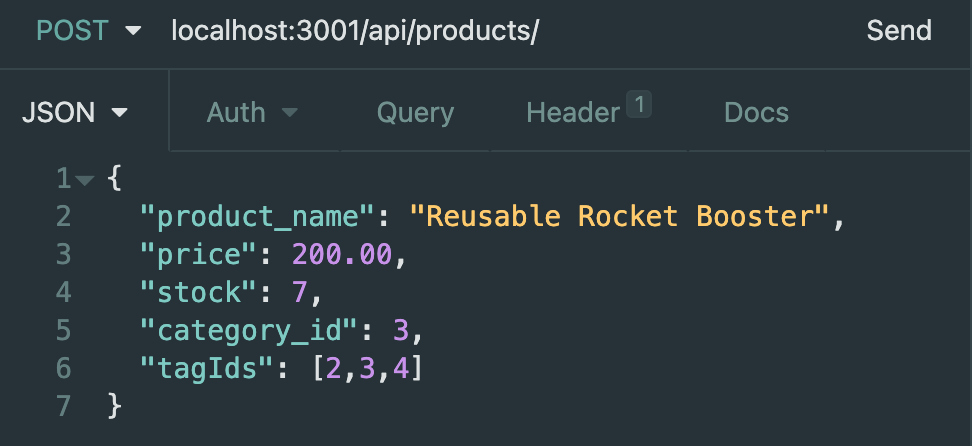 POST localhost:3001/api/products/ Send
JSON Auth Query Header 1 Docs
1 {
2 "product_name": "Reusable Rocket Booster",
3 "price": 200.00,
4 "stock": 7,
5 "category_id": 3,
6 "tagIds": [2,3,4]
7 }